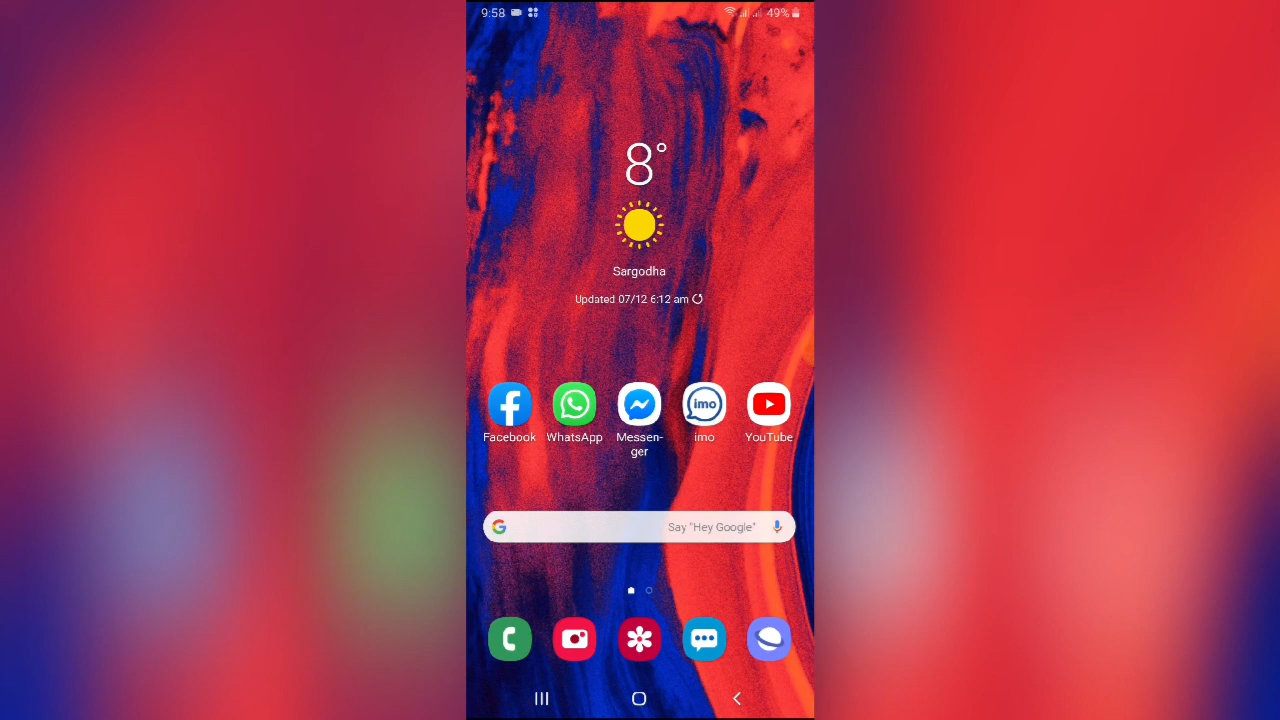 9:58 49%
8°
Sargodha
Updated 07/12 6:12 am
imo
Facebook WhatsApp Messen-
ger imo YouTube
Say "Hey Google"